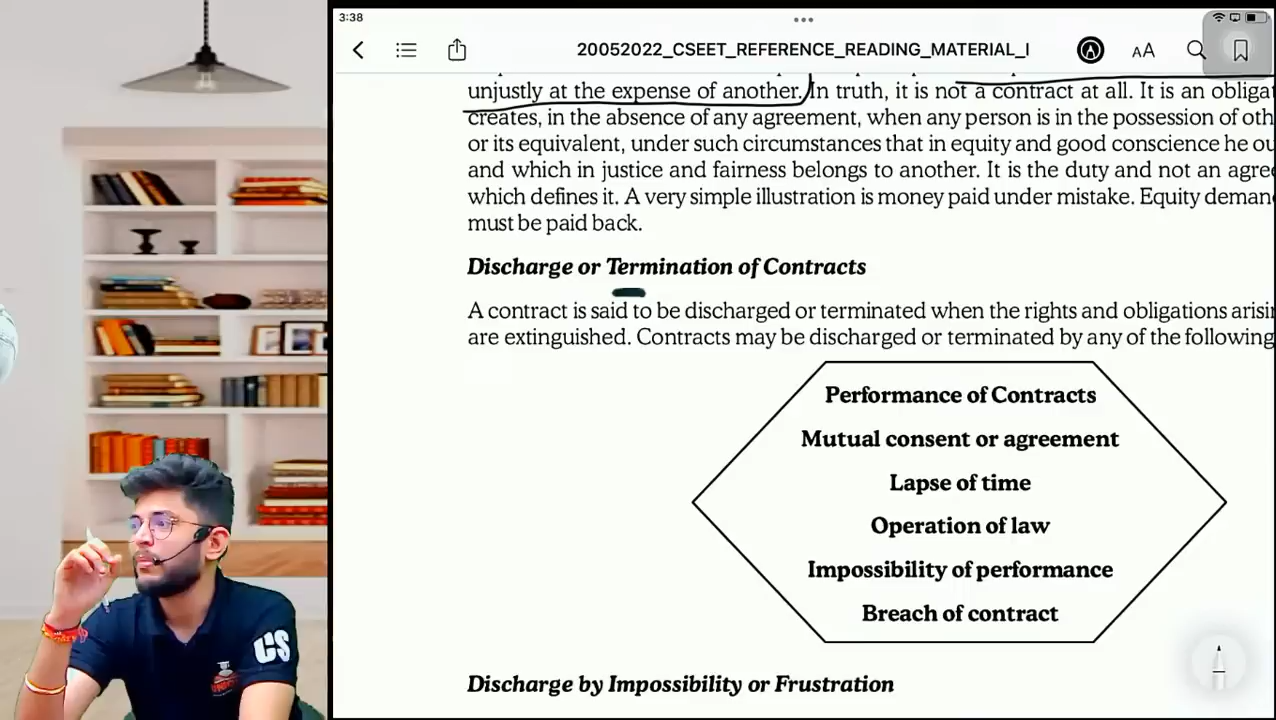 3:38
20052022_CSEET_REFERENCE_READING_MATERIAL_I
AA
unjustly at the expense of another. In truth, it is not a contract at all. It is an obligat
creates, in the absence of any agreement, when any person is in the possession of oth
or its equivalent, under such circumstances that in equity and good conscience he ou
and which in justice and fairness belongs to another. It is the duty and not an agree
which defines it. A very simple illustration is money paid under mistake. Equity deman
must be paid back.
Discharge or Termination of Contracts
A contract is said to be discharged or terminated when the rights and obligations arisin
are extinguished. Contracts may be discharged or terminated by any of the following
Performance of Contracts
Mutual consent or agreement
Lapse of time
Operation of law
Impossibility of performance
Breach of contract
Discharge by Impossibility or Frustration
CS